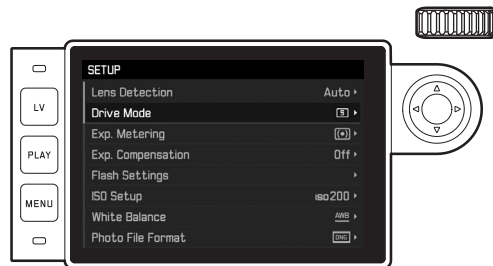 SETUP
Lens Detection Auto
Drive Mode S
Exp. Metering
Exp. Compensation Off
Flash Settings
ISO Setup ISO200
White Balance AWB
Photo File Format DNG
LV
PLAY
MENU